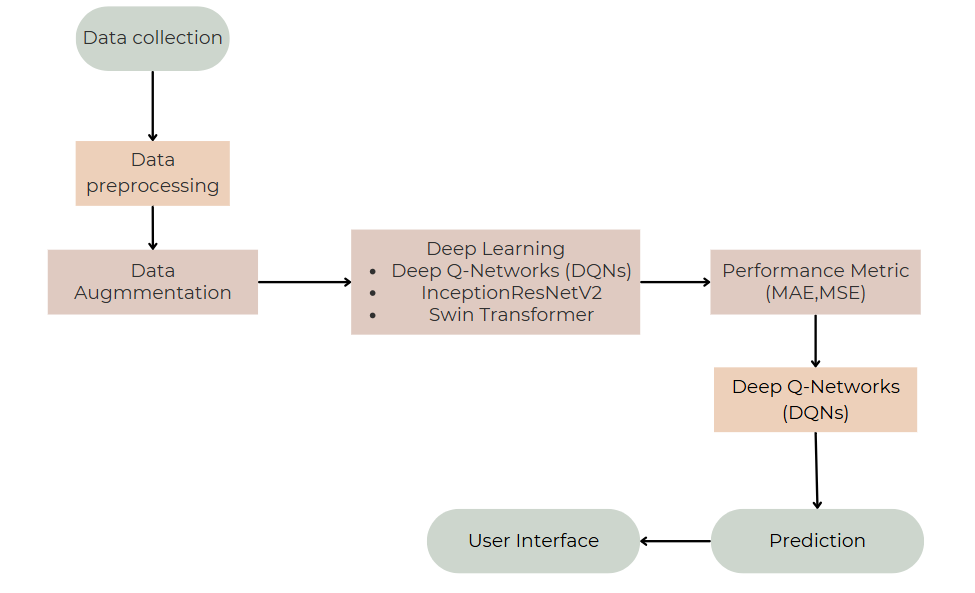 Data collection
Data
preprocessing
Data
Augmmentation
Deep Learning
• Deep Q-Networks (DQNs)
• InceptionResNetV2
• Swin Transformer
Performance Metric
(MAE,MSE)
Deep Q-Networks
(DQNs)
Prediction
User Interface